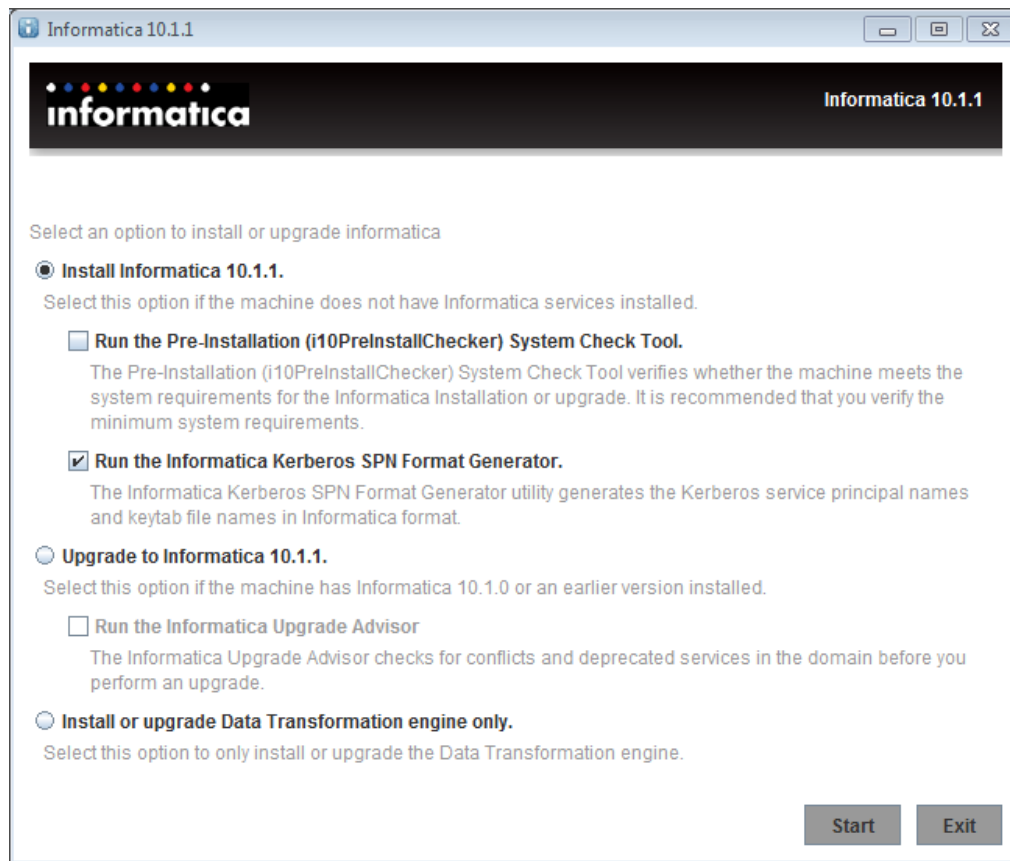 Informatica 10.1.1
informatica
Informatica 10.1.1
Select an option to install or upgrade informatica
Install Informatica 10.1.1.
Select this option if the machine does not have Informatica services installed.
Run the Pre-Installation (i10PreInstallChecker) System Check Tool.
The Pre-Installation (i10PreInstallChecker) System Check Tool verifies whether the machine meets the
system requirements for the Informatica Installation or upgrade. It is recommended that you verify the
minimum system requirements.
Run the Informatica Kerberos SPN Format Generator.
The Informatica Kerberos SPN Format Generator utility generates the Kerberos service principal names
and keytab file names in Informatica format.
Upgrade to Informatica 10.1.1.
Select this option if the machine has Informatica 10.1.0 or an earlier version installed.
Run the Informatica Upgrade Advisor
The Informatica Upgrade Advisor checks for conflicts and deprecated services in the domain before you
perform an upgrade.
Install or upgrade Data Transformation engine only.
Select this option to only install or upgrade the Data Transformation engine.
Start
Exit